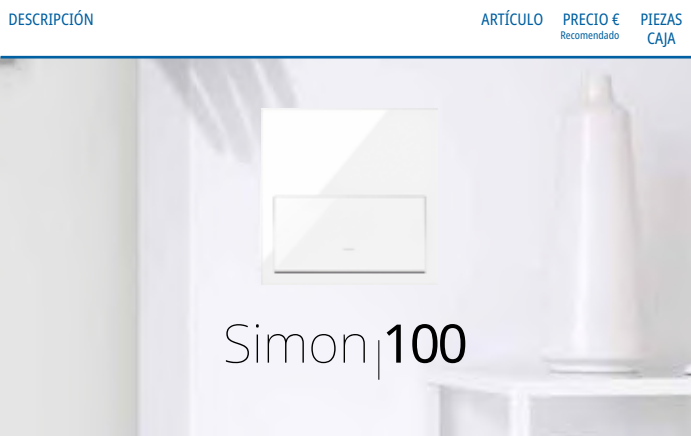 DESCRIPCIÓN ARTÍCULO PRECIO € PIEZAS
Recomendado CAJA
Simon|100